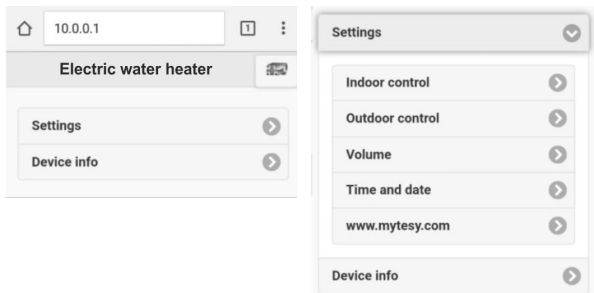 10.0.0.1
1
Electric water heater
Settings
Device info
Settings
Indoor control
Outdoor control
Volume
Time and date
www.mytesy.com
Device info